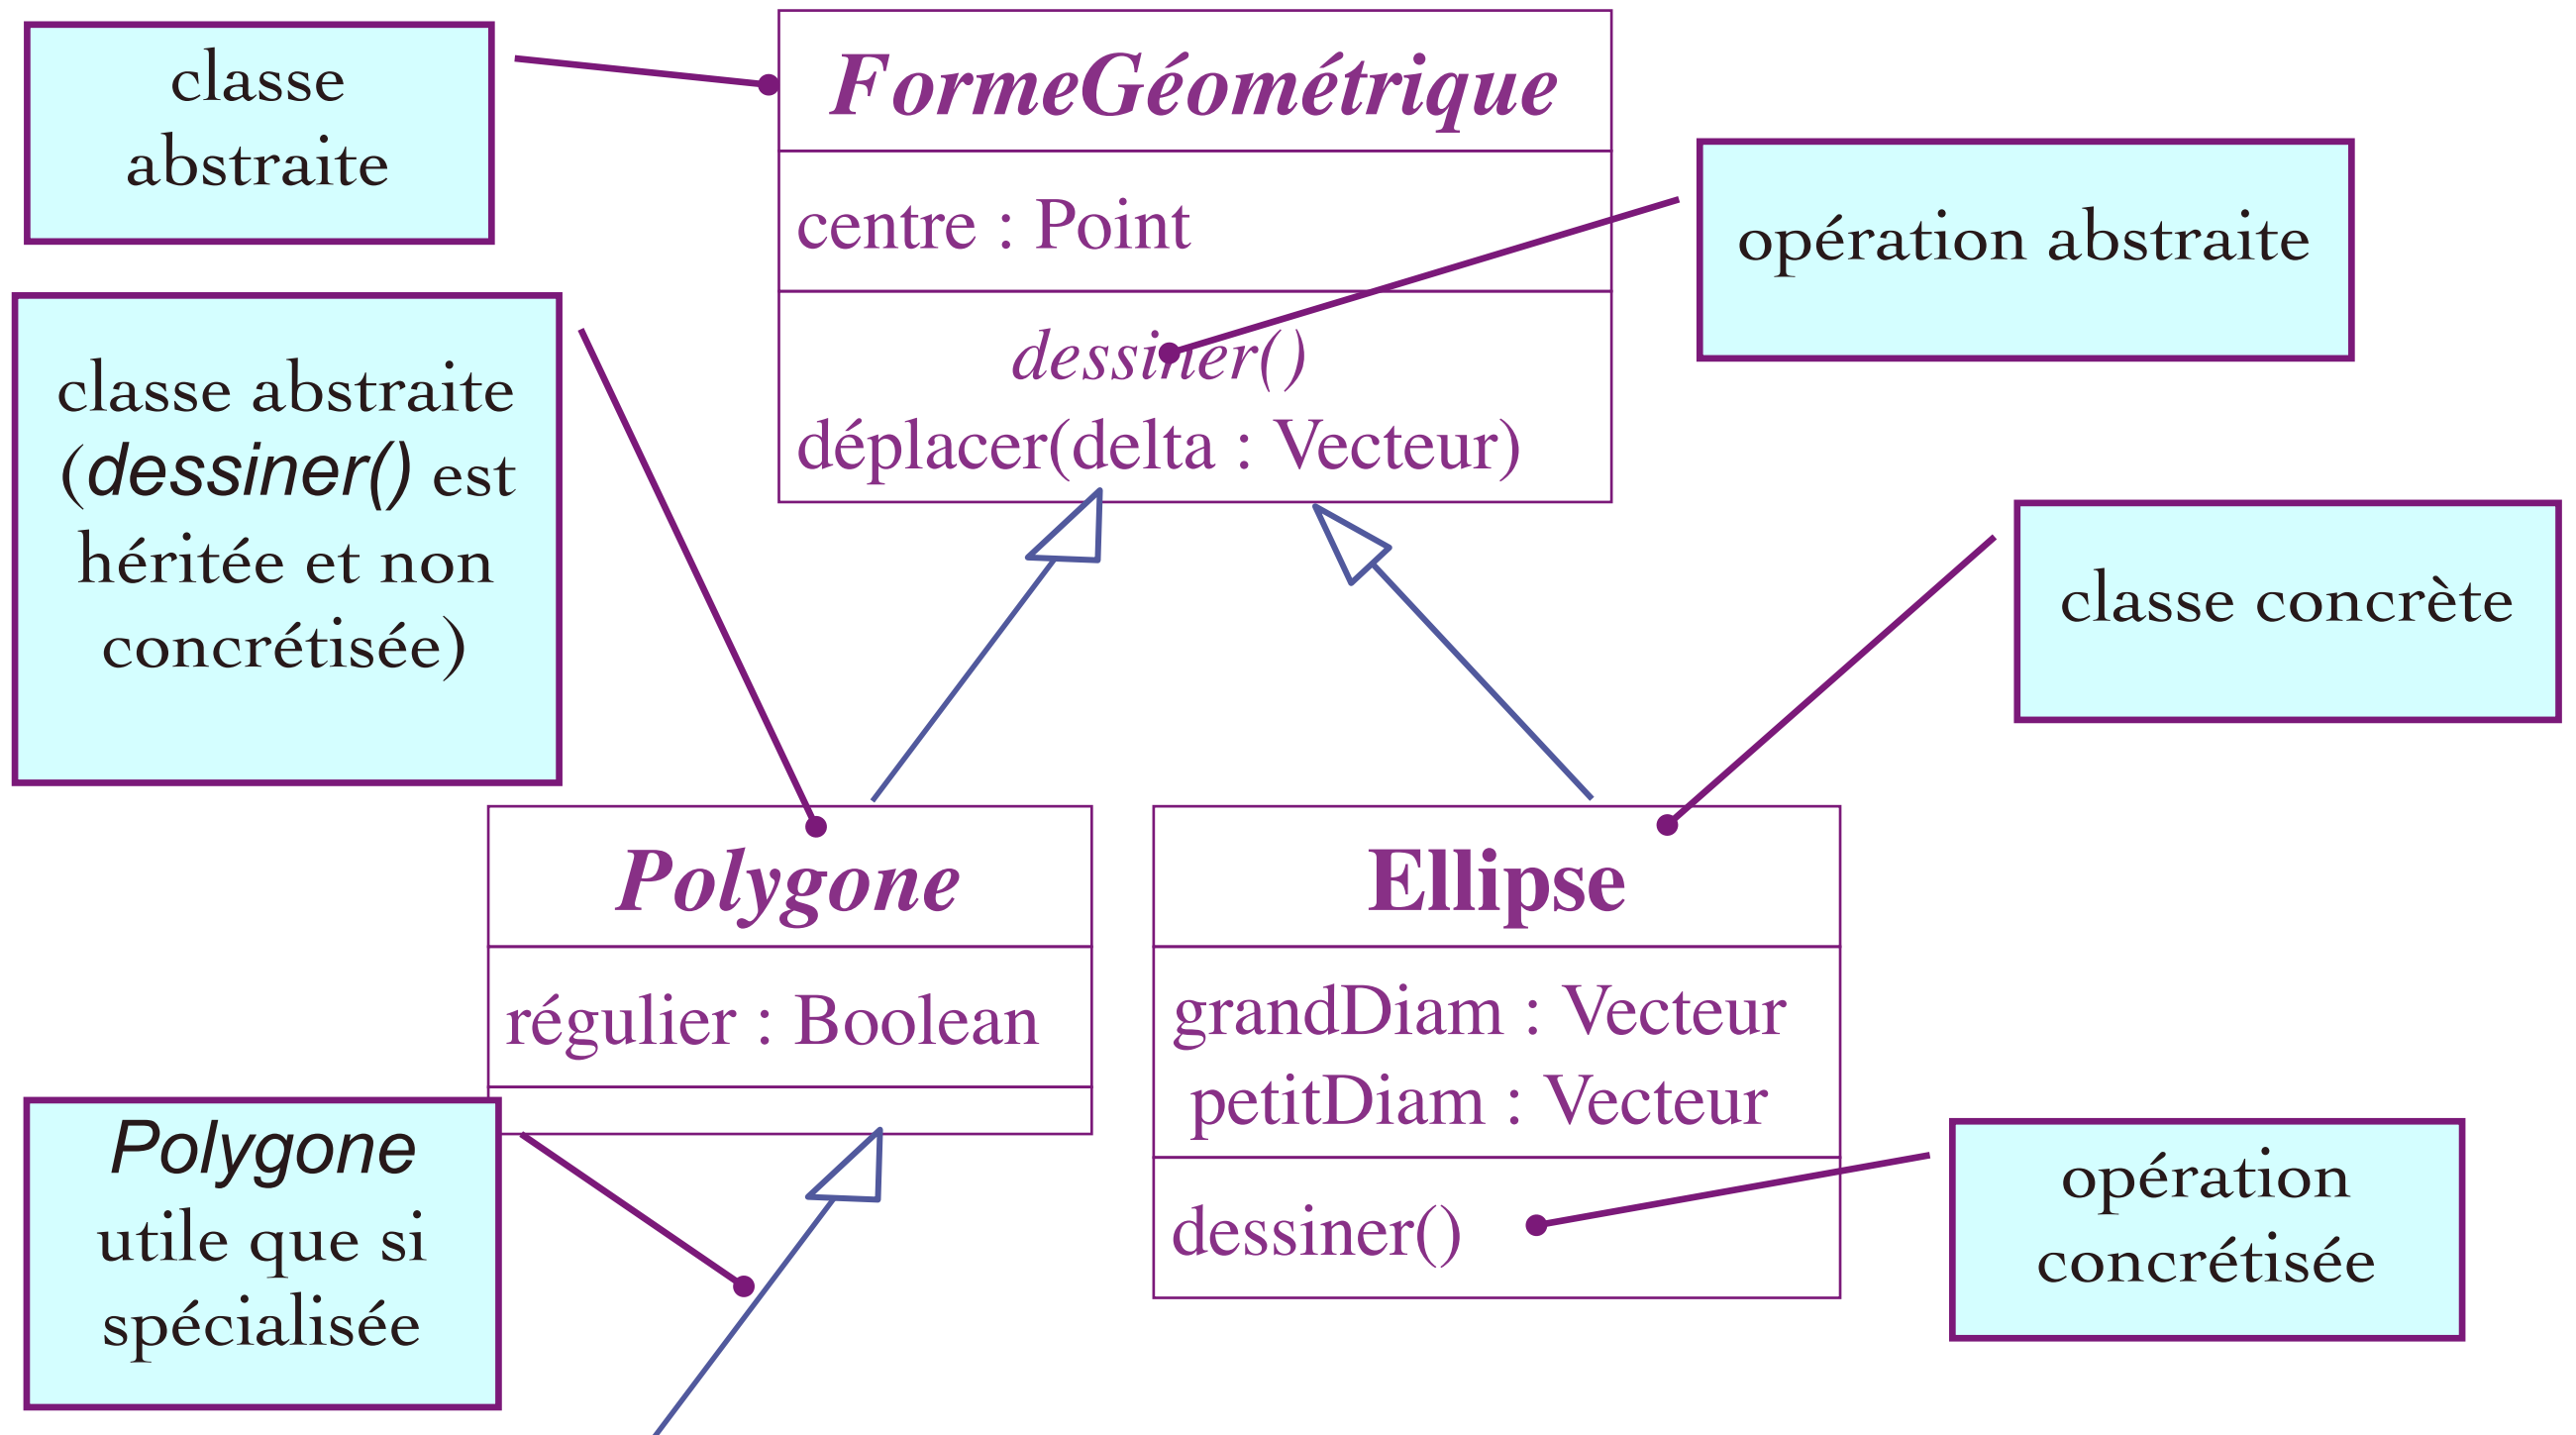 classe
abstraite
FormeGéométrique
centre : Point
dessiner()
déplacer(delta : Vecteur)
opération abstraite
classe abstraite
(dessiner() est
héritée et non
concrétisée)
classe concrète
Polygone
régulier : Boolean
Ellipse
grandDiam : Vecteur
petitDiam : Vecteur
dessiner()
Polygone
utile que si
spécialisée
opération
concrétisée